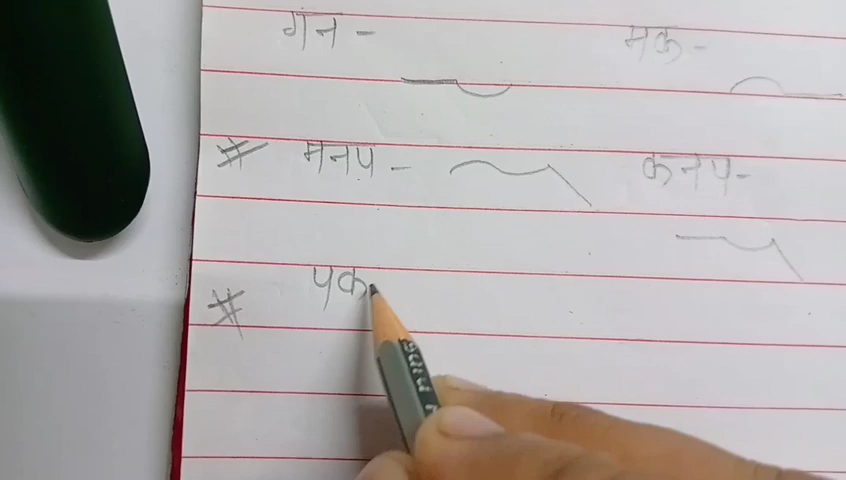 गन - मक -
# मनप - कनप -
# पक